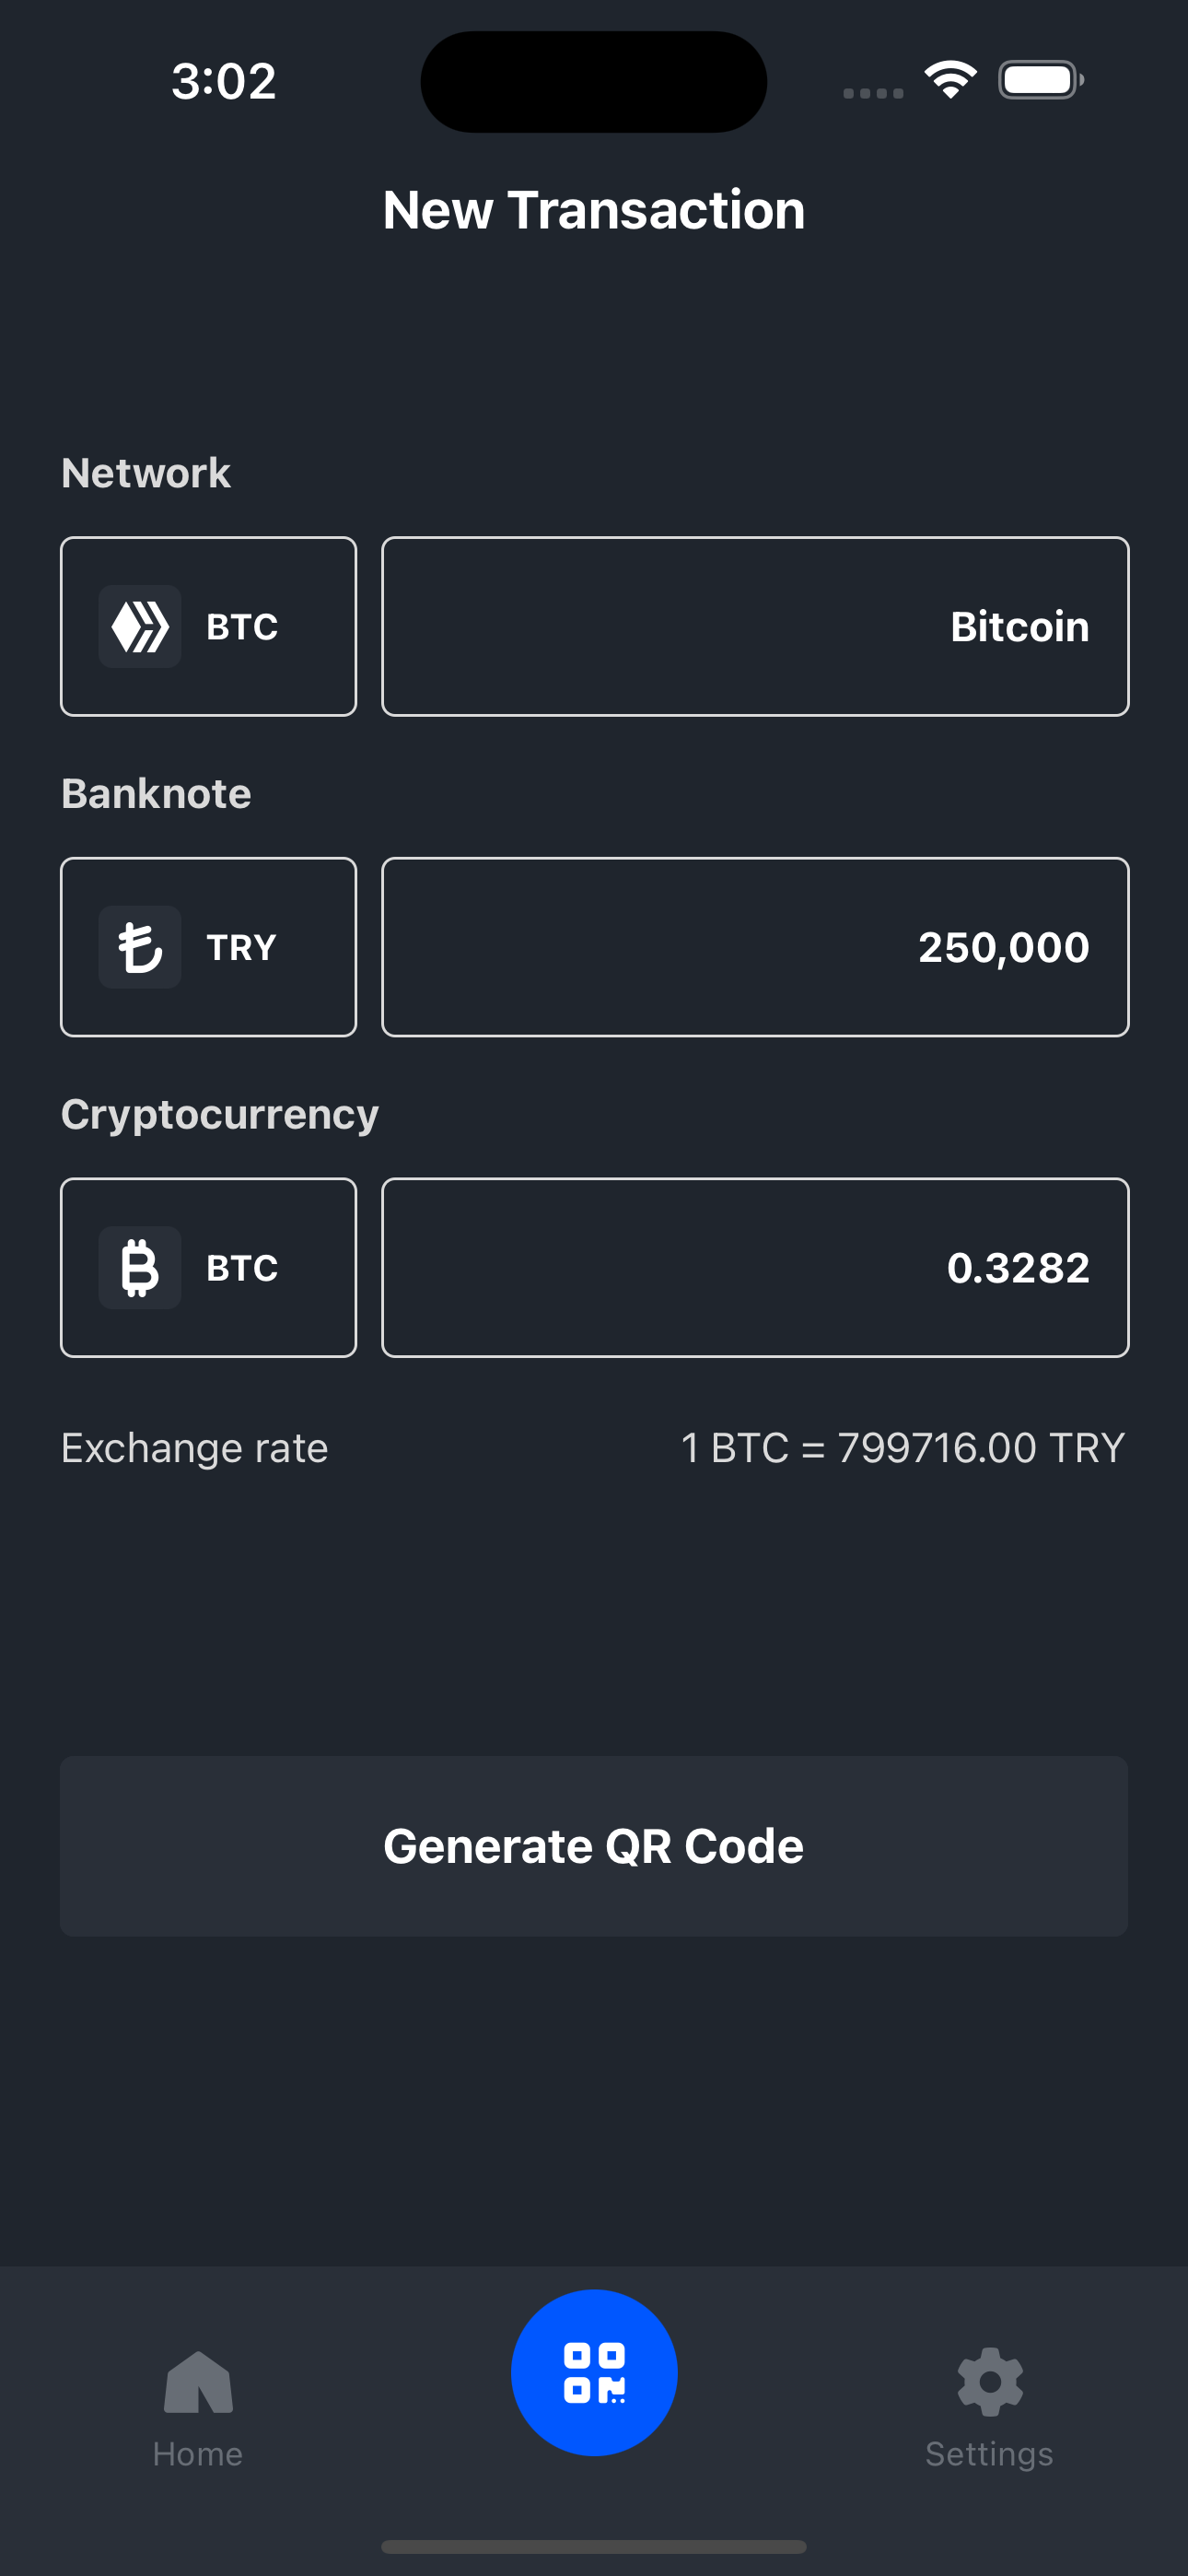 3:02
New Transaction
Network
BTC
Bitcoin
Banknote
₺ TRY
250,000
Cryptocurrency
₿ BTC
0.3282
Exchange rate
1 BTC = 799716.00 TRY
Generate QR Code
Home
Settings